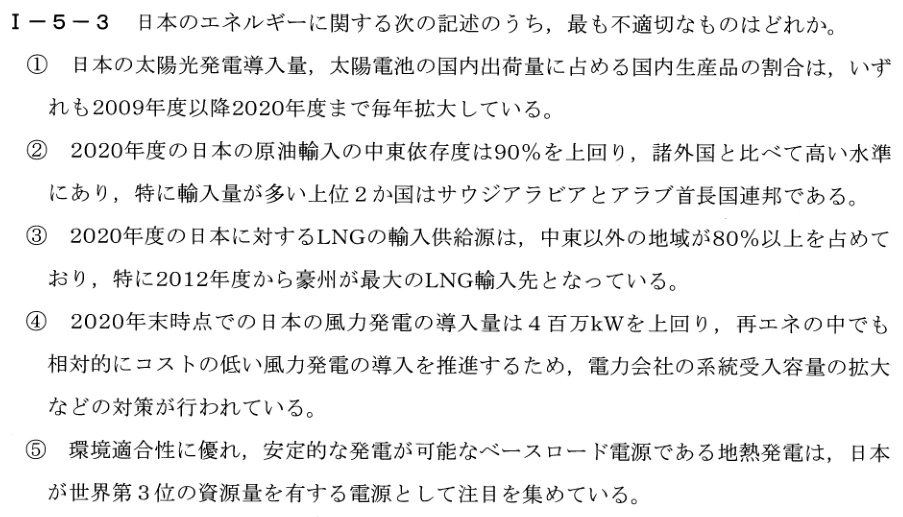 Ⅰ－５－３　日本のエネルギーに関する次の記述のうち，最も不適切なものはどれか。
①　日本の太陽光発電導入量，太陽電池の国内出荷量に占める国内生産品の割合は，いず
れも2009年度以降2020年度まで毎年拡大している。
②　2020年度の日本の原油輸入の中東依存度は90％を上回り，諸外国と比べて高い水準
にあり，特に輸入量が多い上位２か国はサウジアラビアとアラブ首長国連邦である。
③　2020年度の日本に対するLNGの輸入供給源は，中東以外の地域が80％以上を占めて
おり，特に2012年度から豪州が最大のLNG輸入先となっている。
④　2020年末時点での日本の風力発電の導入量は４百万kWを上回り，再エネの中でも
相対的にコストの低い風力発電の導入を推進するため，電力会社の系統受入容量の拡大
などの対策が行われている。
⑤　環境適合性に優れ，安定的な発電が可能なベースロード電源である地熱発電は，日本
が世界第３位の資源量を有する電源として注目を集めている。